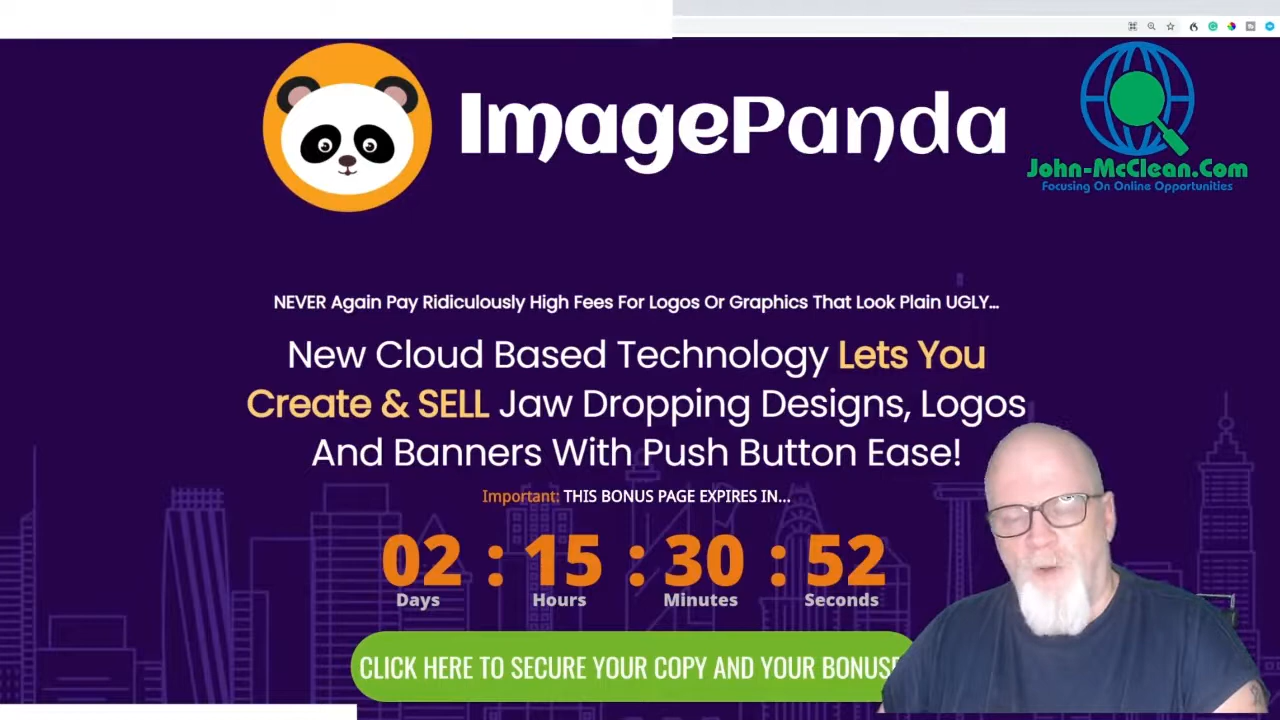 ImagePanda
John-McClean.Com
Focusing On Online Opportunities
NEVER Again Pay Ridiculously High Fees For Logos Or Graphics That Look Plain UGLY...
New Cloud Based Technology Lets You
Create & SELL Jaw Dropping Designs, Logos
And Banners With Push Button Ease!
Important: THIS BONUS PAGE EXPIRES IN...
02 : 15 : 30 : 52
Days Hours Minutes Seconds
CLICK HERE TO SECURE YOUR COPY AND YOUR